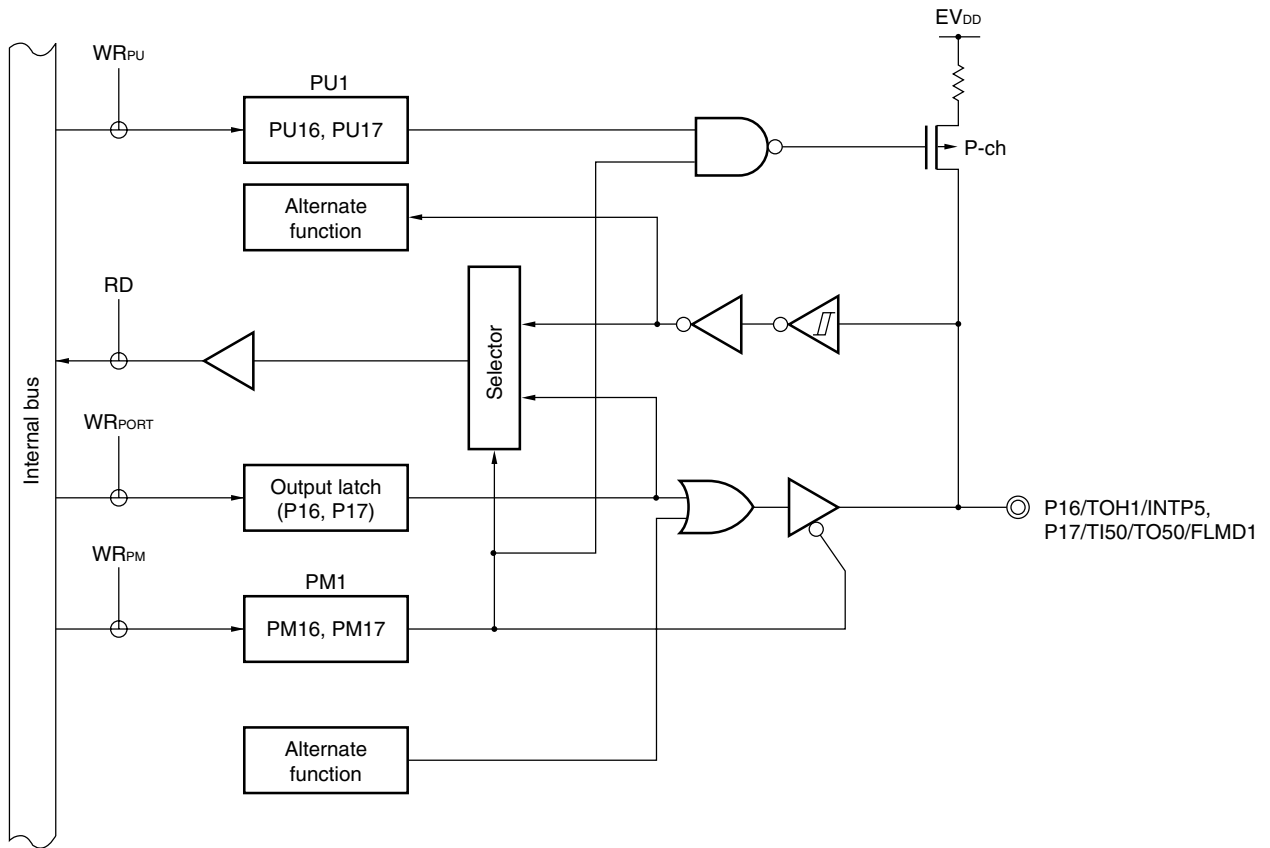 EVDD
WRPU
PU1
PU16, PU17
P-ch
Alternate
function
RD
Selector
Internal bus
WRPORT
Output latch
(P16, P17)
P16/TOH1/INTP5,
P17/TI50/TO50/FLMD1
WRPM
PM1
PM16, PM17
Alternate
function